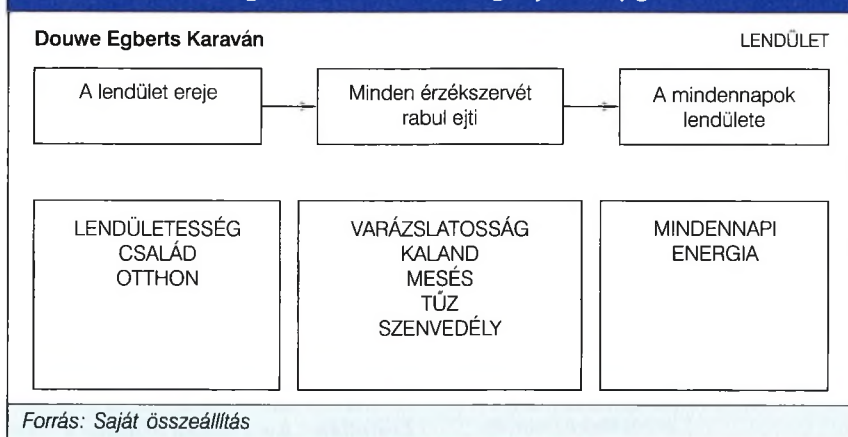 Douwe Egberts Karaván
LENDÜLET
A lendület ereje
Minden érzékszervét
rabul ejti
A mindennapok
lendülete
LENDÜLETESSÉG
CSALÁD
OTTHON
VARÁZSLATOSSÁG
KALAND
MESÉS
TŰZ
SZENVEDÉLY
MINDENNAPI
ENERGIA
Forrás: Saját összeállítás